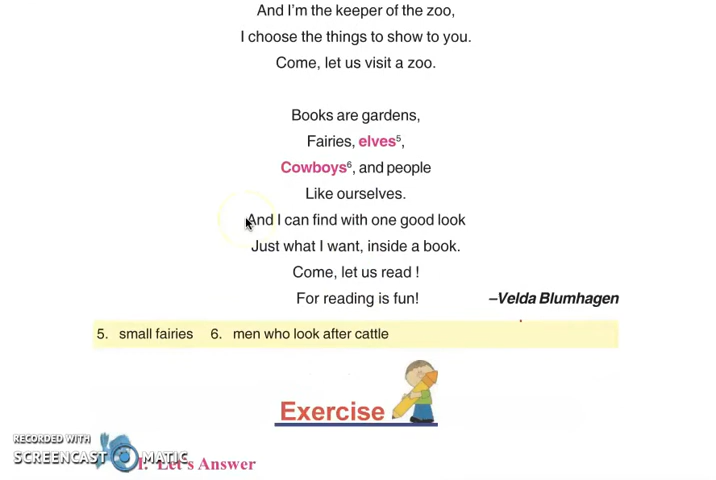 And I'm the keeper of the zoo,
I choose the things to show to you.
Come, let us visit a zoo.
Books are gardens,
Fairies, elves⁵,
Cowboys⁶, and people
Like ourselves.
And I can find with one good look
Just what I want, inside a book.
Come, let us read !
For reading is fun! –Velda Blumhagen
5. small fairies 6. men who look after cattle
Exercise
RECORDED WITH
SCREENCAST MATIC
I. Let's Answer